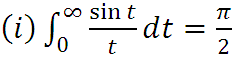 (i) ∫₀^∞ sin t / t dt = π / 2